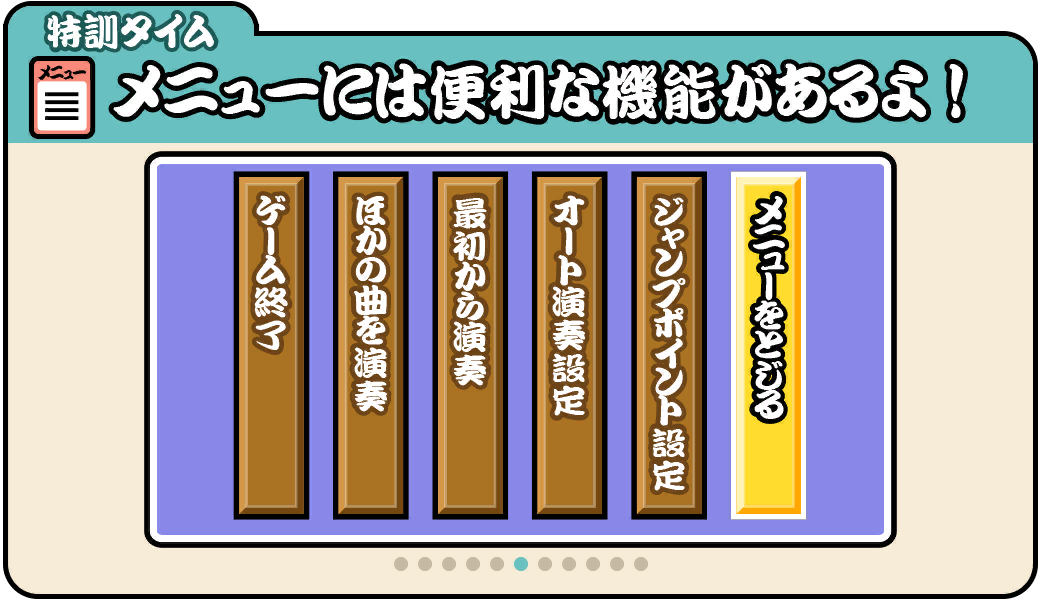 特訓タイム
メニュー
メニューには便利な機能があるよ！
メニューをとじる
ジャンプポイント設定
オート演奏設定
最初から演奏
ほかの曲を演奏
ゲーム終了